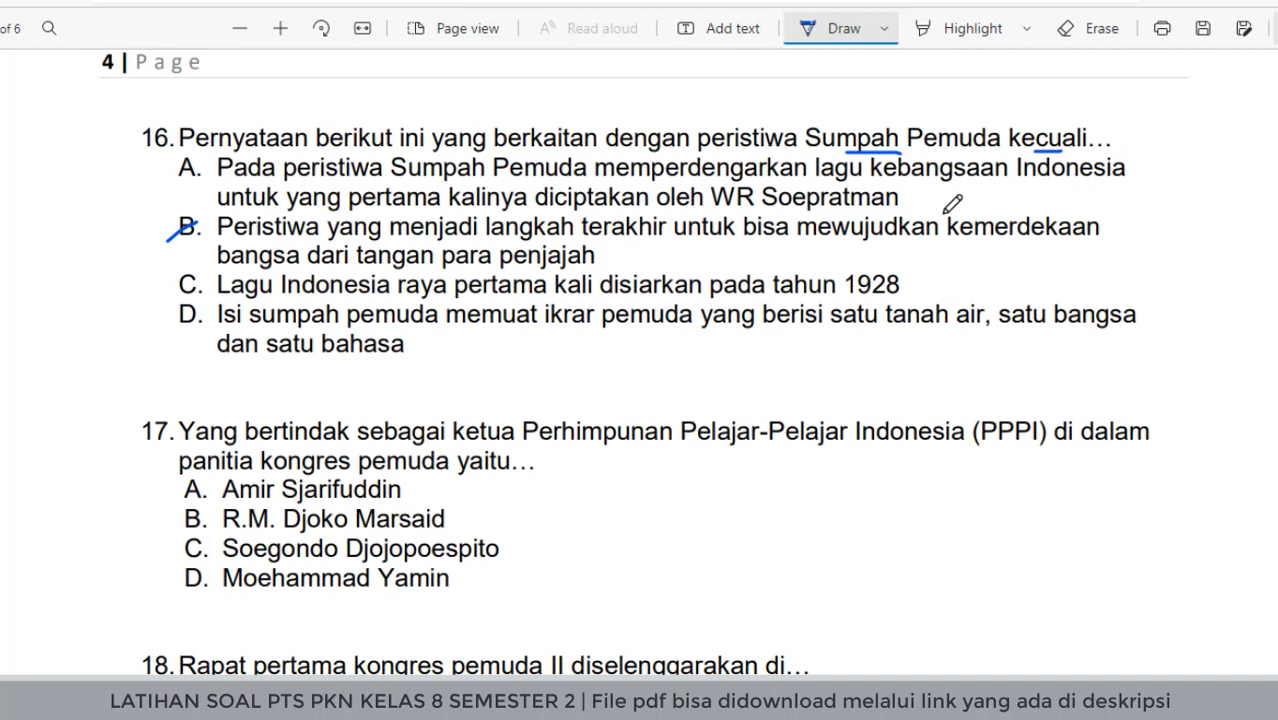 of 6 Page view Read aloud Add text Draw Highlight Erase
4 | P a g e
16. Pernyataan berikut ini yang berkaitan dengan peristiwa Sumpah Pemuda kecuali…
A. Pada peristiwa Sumpah Pemuda memperdengarkan lagu kebangsaan Indonesia
untuk yang pertama kalinya diciptakan oleh WR Soepratman
B. Peristiwa yang menjadi langkah terakhir untuk bisa mewujudkan kemerdekaan
bangsa dari tangan para penjajah
C. Lagu Indonesia raya pertama kali disiarkan pada tahun 1928
D. Isi sumpah pemuda memuat ikrar pemuda yang berisi satu tanah air, satu bangsa
dan satu bahasa
17. Yang bertindak sebagai ketua Perhimpunan Pelajar-Pelajar Indonesia (PPPI) di dalam
panitia kongres pemuda yaitu…
A. Amir Sjarifuddin
B. R.M. Djoko Marsaid
C. Soegondo Djojopoespito
D. Moehammad Yamin
18. Rapat pertama kongres pemuda II diselenggarakan di…
LATIHAN SOAL PTS PKN KELAS 8 SEMESTER 2 | File pdf bisa didownload melalui link yang ada di deskripsi